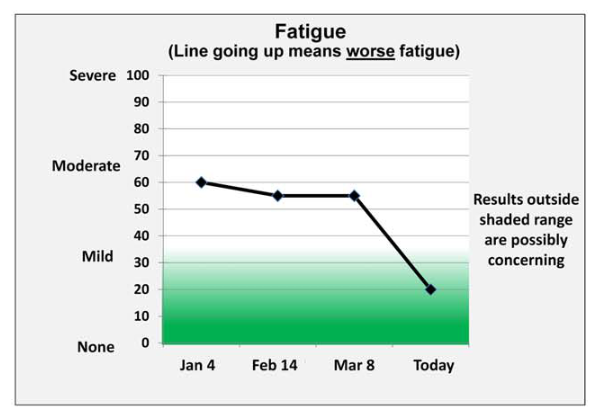 Fatigue
(Line going up means worse fatigue)
Severe 100
90
80
70
Moderate
60
50
40
Mild
30
20
10
None
0
Jan 4 Feb 14 Mar 8 Today
Results outside
shaded range
are possibly
concerning